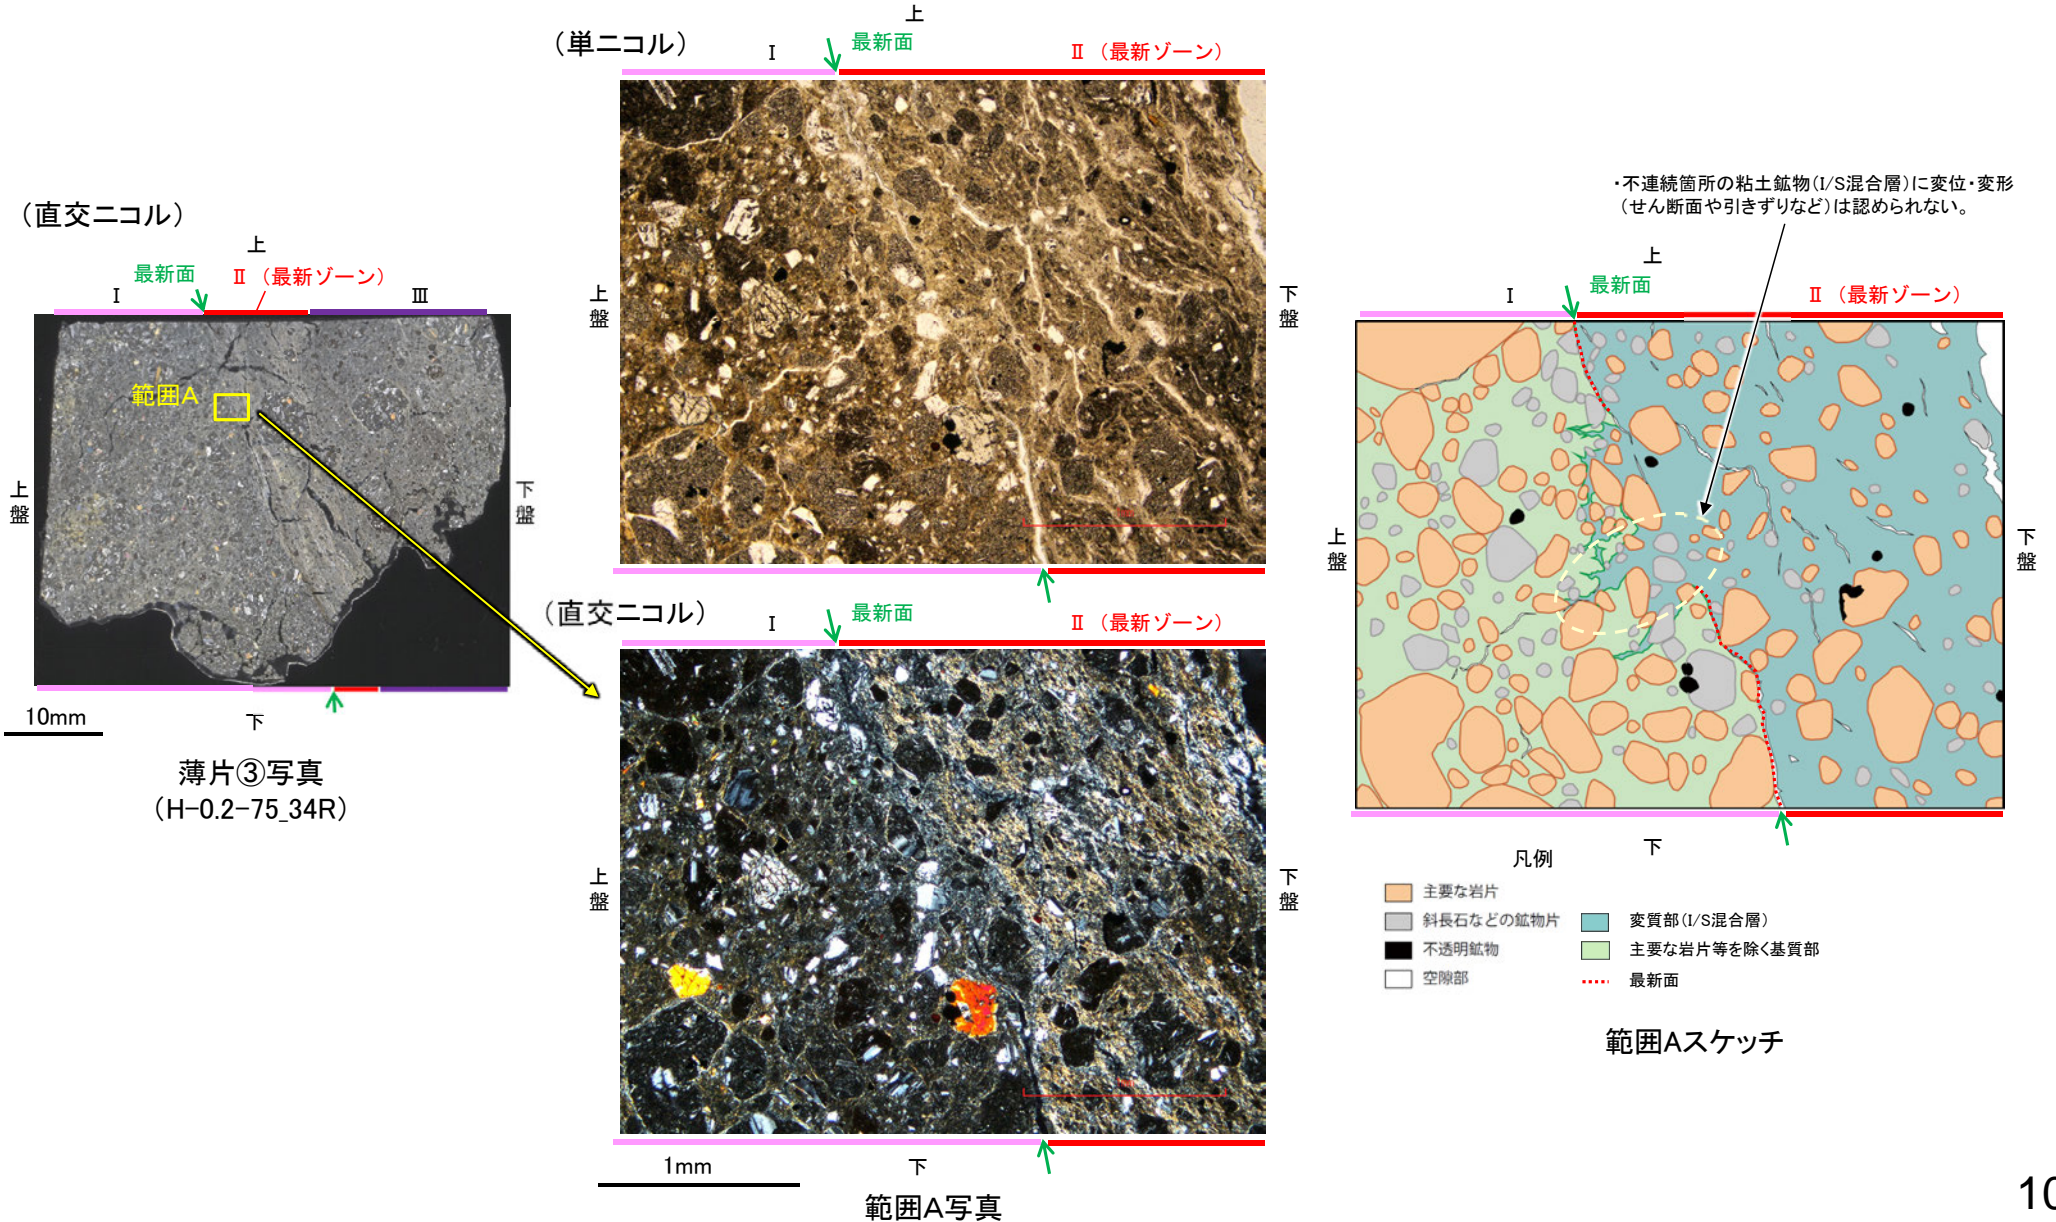 （直交ニコル）
上
最新面
Ⅱ（最新ゾーン）
Ⅰ
Ⅲ
範囲A
上盤
下盤
10mm
下
薄片③写真
（H-0.2-75_34R）
（単ニコル）
上
Ⅰ
最新面
Ⅱ（最新ゾーン）
上盤
下盤
（直交ニコル）
Ⅰ
最新面
Ⅱ（最新ゾーン）
上盤
下盤
1mm
下
範囲A写真
・不連続箇所の粘土鉱物(I/S混合層)に変位・変形
（せん断面や引きずりなど）は認められない。
上
Ⅰ
最新面
Ⅱ（最新ゾーン）
上盤
下盤
下
凡例
主要な岩片
斜長石などの鉱物片
不透明鉱物
空隙部
変質部(I/S混合層)
主要な岩片等を除く基質部
最新面
範囲Aスケッチ
10